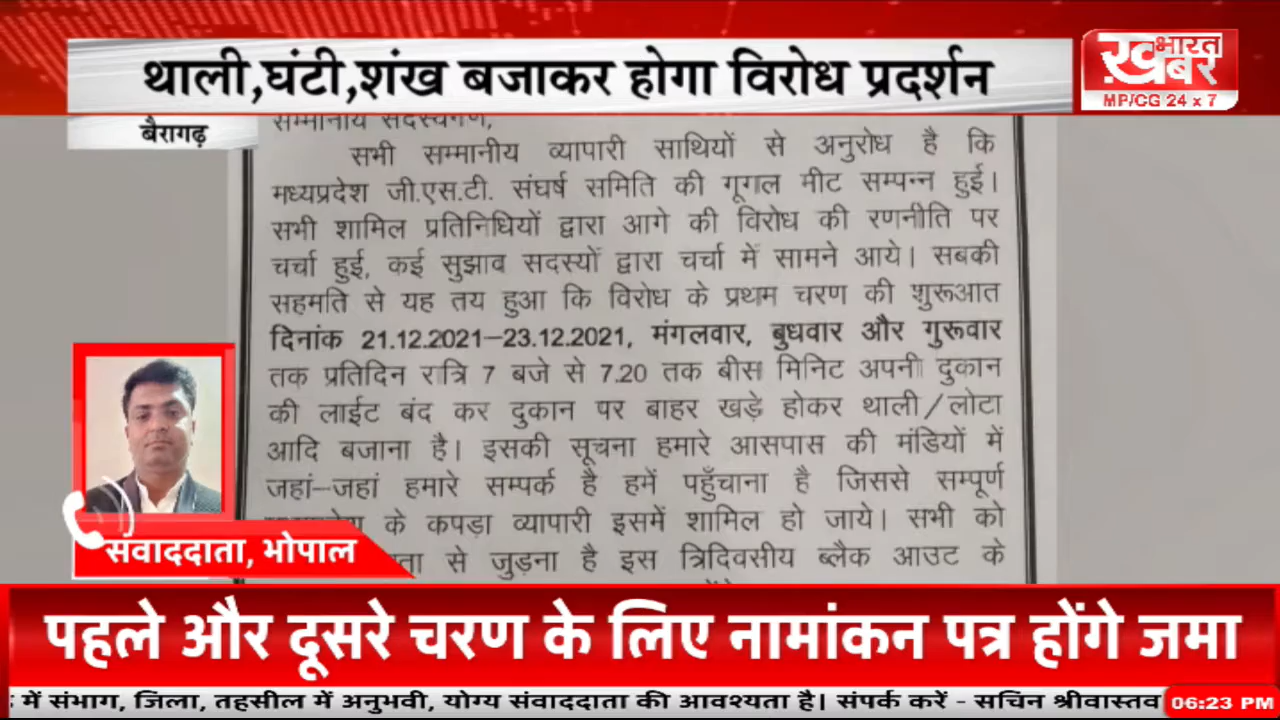 थाली,घंटी,शंख बजाकर होगा विरोध प्रदर्शन
भारत
ख़बर
MP/CG 24 x 7
बैरागढ़
सम्मानीय सदस्यगण,
सभी सम्मानीय व्यापारी साथियों से अनुरोध है कि
मध्यप्रदेश जी.एस.टी. संघर्ष समिति की गूगल मीट सम्पन्न हुई।
सभी शामिल प्रतिनिधियों द्वारा आगे की विरोध की रणनीति पर
चर्चा हुई, कई सुझाव सदस्यों द्वारा चर्चा में सामने आये। सबकी
सहमति से यह तय हुआ कि विरोध के प्रथम चरण की शुरूआत
दिनांक 21.12.2021–23.12.2021, मंगलवार, बुधवार और गुरूवार
तक प्रतिदिन रात्रि 7 बजे से 7.20 तक बीस मिनिट अपनी दुकान
की लाईट बंद कर दुकान पर बाहर खड़े होकर थाली/लोटा
आदि बजाना है। इसकी सूचना हमारे आसपास की मंडियों में
जहां–जहां हमारे सम्पर्क है हमें पहुँचाना है जिससे सम्पूर्ण
के कपड़ा व्यापारी इसमें शामिल हो जाये। सभी को
से जुड़ना है इस त्रिदिवसीय ब्लैक आउट के
संवाददाता, भोपाल
पहले और दूसरे चरण के लिए नामांकन पत्र होंगे जमा
में संभाग, जिला, तहसील में अनुभवी, योग्य संवाददाता की आवश्यता है। संपर्क करें - सचिन श्रीवास्तव
06:23 PM